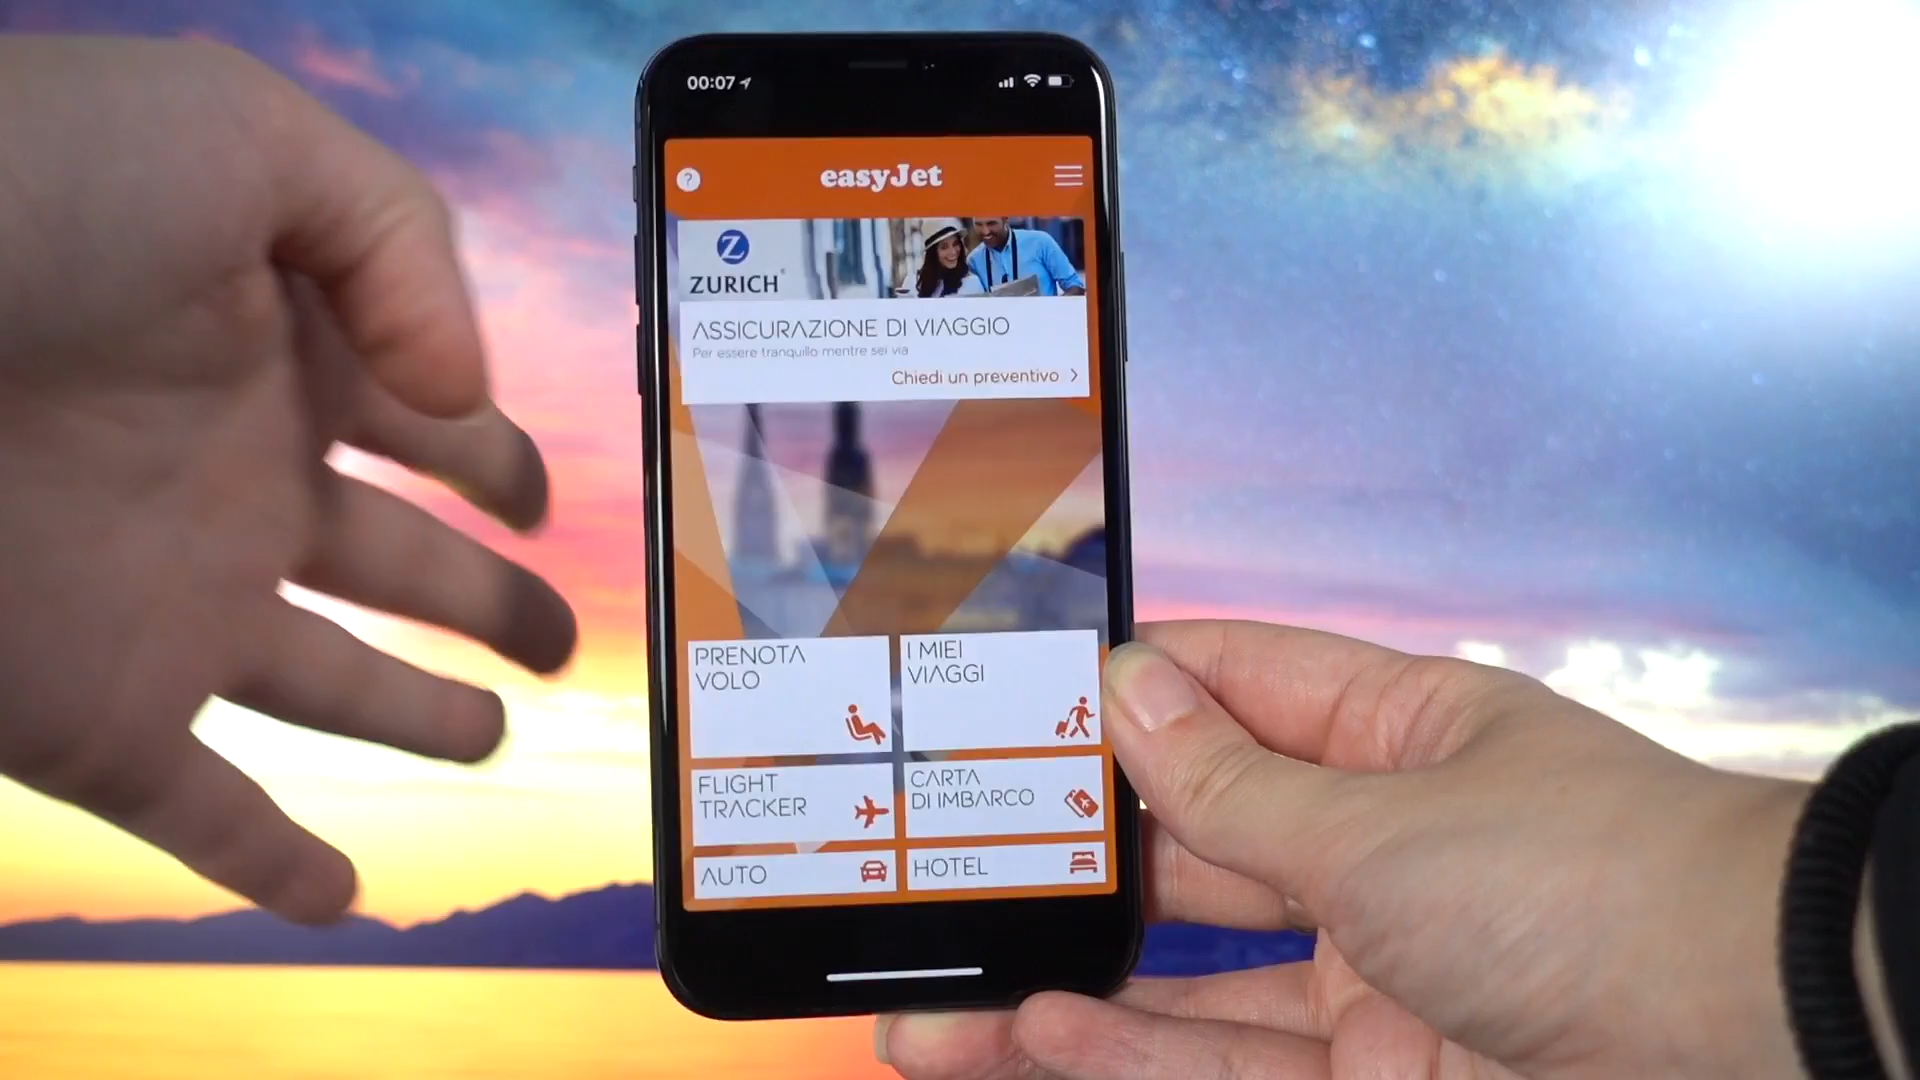 00:07
?
easyJet
Z
ZURICH®
ASSICURAZIONE DI VIAGGIO
Per essere tranquillo mentre sei via
Chiedi un preventivo >
PRENOTA
VOLO
I MIEI
VIAGGI
FLIGHT
TRACKER
CARTA
DI IMBARCO
AUTO
HOTEL